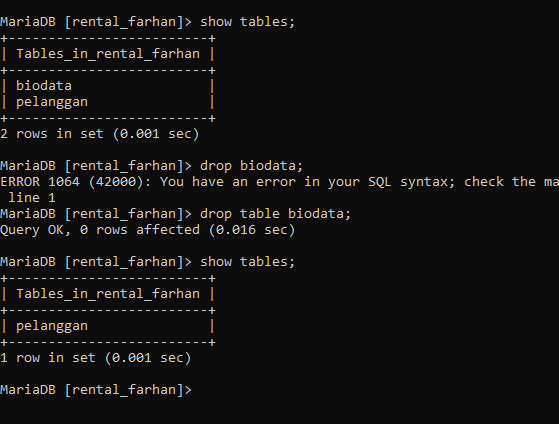 MariaDB [rental_farhan]> show tables;
+-------------------------+
| Tables_in_rental_farhan |
+-------------------------+
| biodata                 |
| pelanggan               |
+-------------------------+
2 rows in set (0.001 sec)
MariaDB [rental_farhan]> drop biodata;
ERROR 1064 (42000): You have an error in your SQL syntax; check the ma
 line 1
MariaDB [rental_farhan]> drop table biodata;
Query OK, 0 rows affected (0.016 sec)
MariaDB [rental_farhan]> show tables;
+-------------------------+
| Tables_in_rental_farhan |
+-------------------------+
| pelanggan               |
+-------------------------+
1 row in set (0.001 sec)
MariaDB [rental_farhan]>